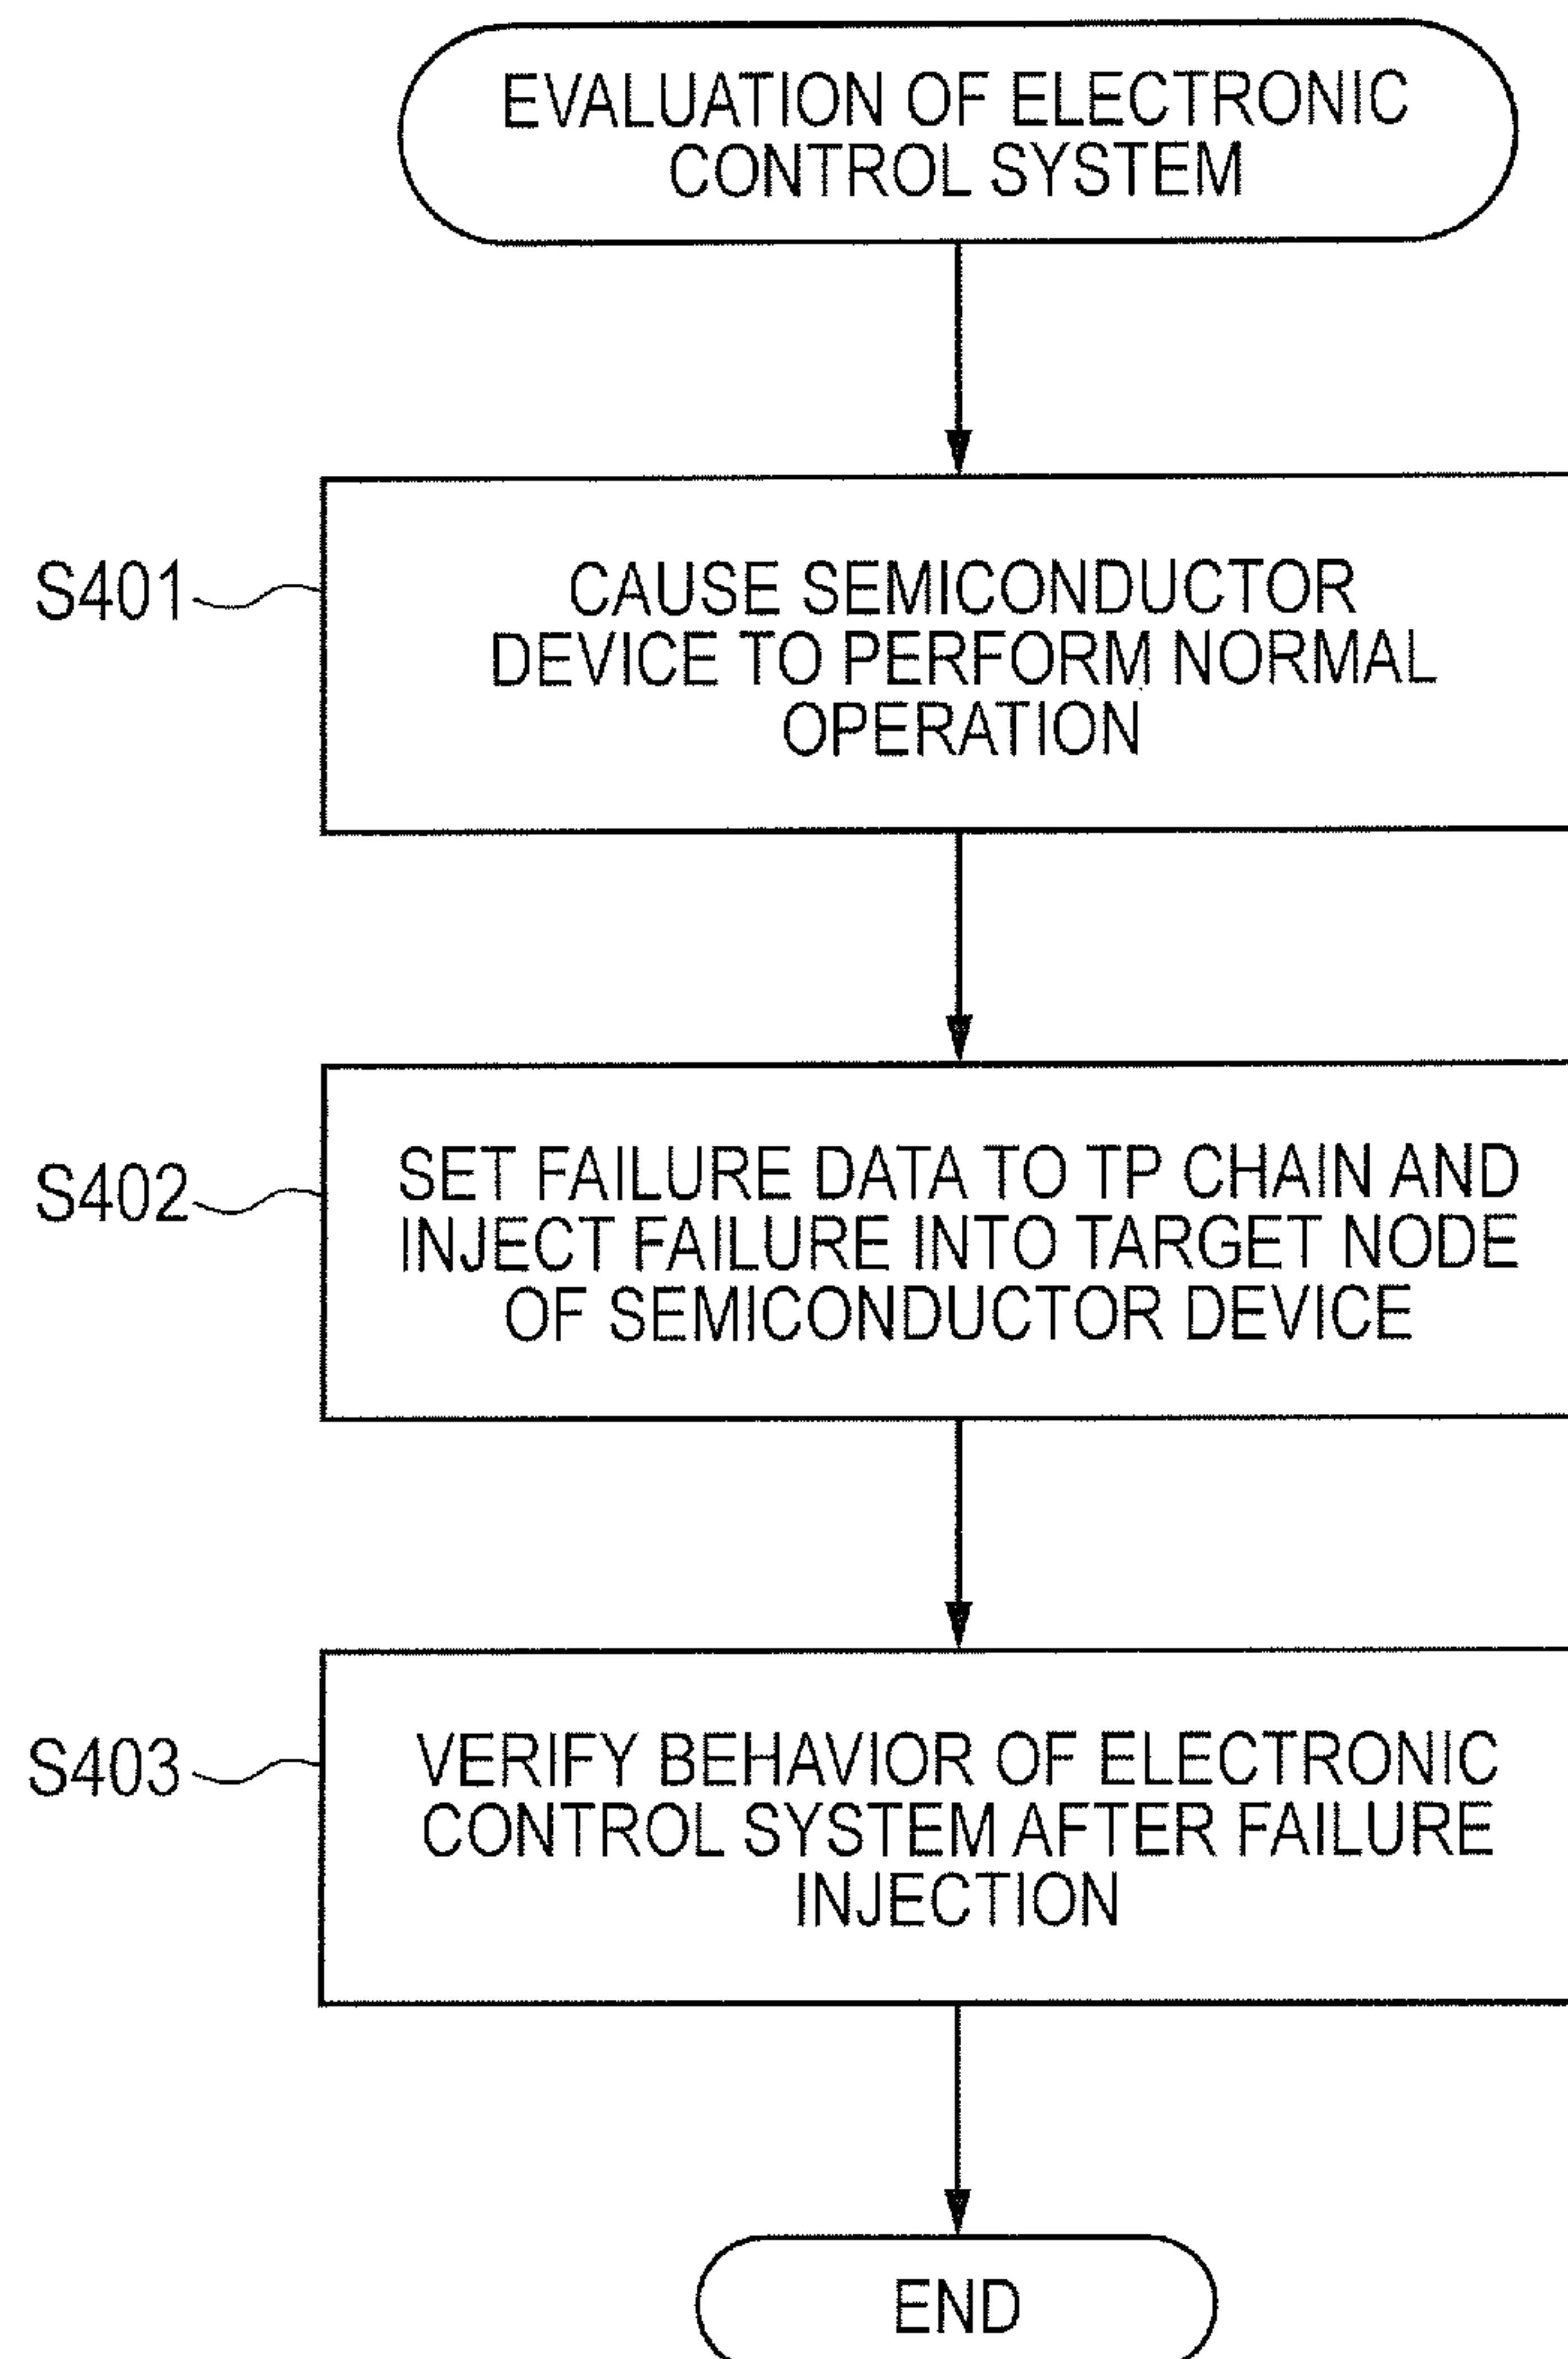 EVALUATION OF ELECTRONIC
CONTROL SYSTEM
S401
CAUSE SEMICONDUCTOR
DEVICE TO PERFORM NORMAL
OPERATION
S402
SET FAILURE DATA TO TP CHAIN AND
INJECT FAILURE INTO TARGET NODE
OF SEMICONDUCTOR DEVICE
S403
VERIFY BEHAVIOR OF ELECTRONIC
CONTROL SYSTEM AFTER FAILURE
INJECTION
END